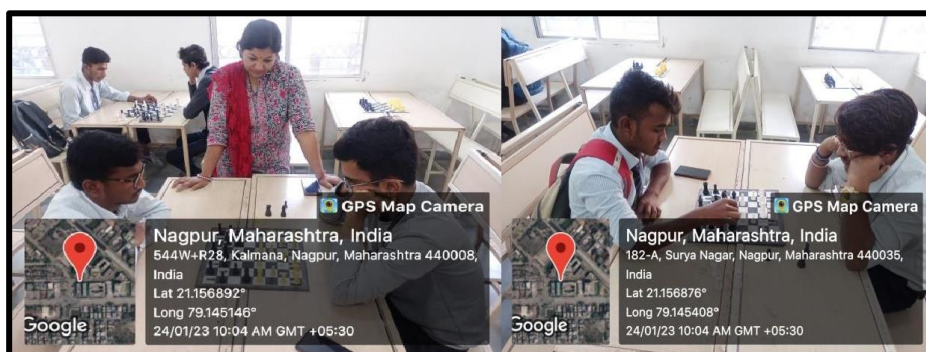 GPS Map Camera
Nagpur, Maharashtra, India
544W+R28, Kalmana, Nagpur, Maharashtra 440008,
India
Lat 21.156892°
Long 79.145146°
24/01/23 10:04 AM GMT +05:30
Google
GPS Map Camera
Nagpur, Maharashtra, India
182-A, Surya Nagar, Nagpur, Maharashtra 440035,
India
Lat 21.156876°
Long 79.145408°
24/01/23 10:04 AM GMT +05:30
Google